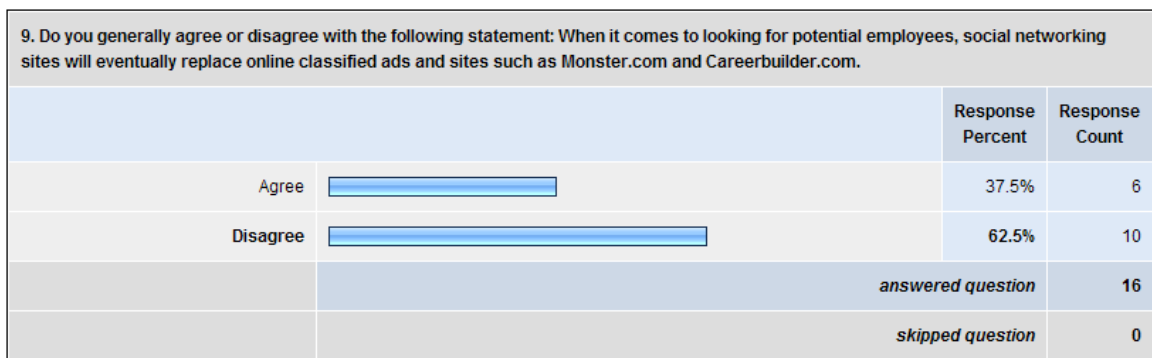 9. Do you generally agree or disagree with the following statement: When it comes to looking for potential employees, social networking
sites will eventually replace online classified ads and sites such as Monster.com and Careerbuilder.com.
Response Percent Response Count
Agree 37.5% 6
Disagree 62.5% 10
answered question 16
skipped question 0